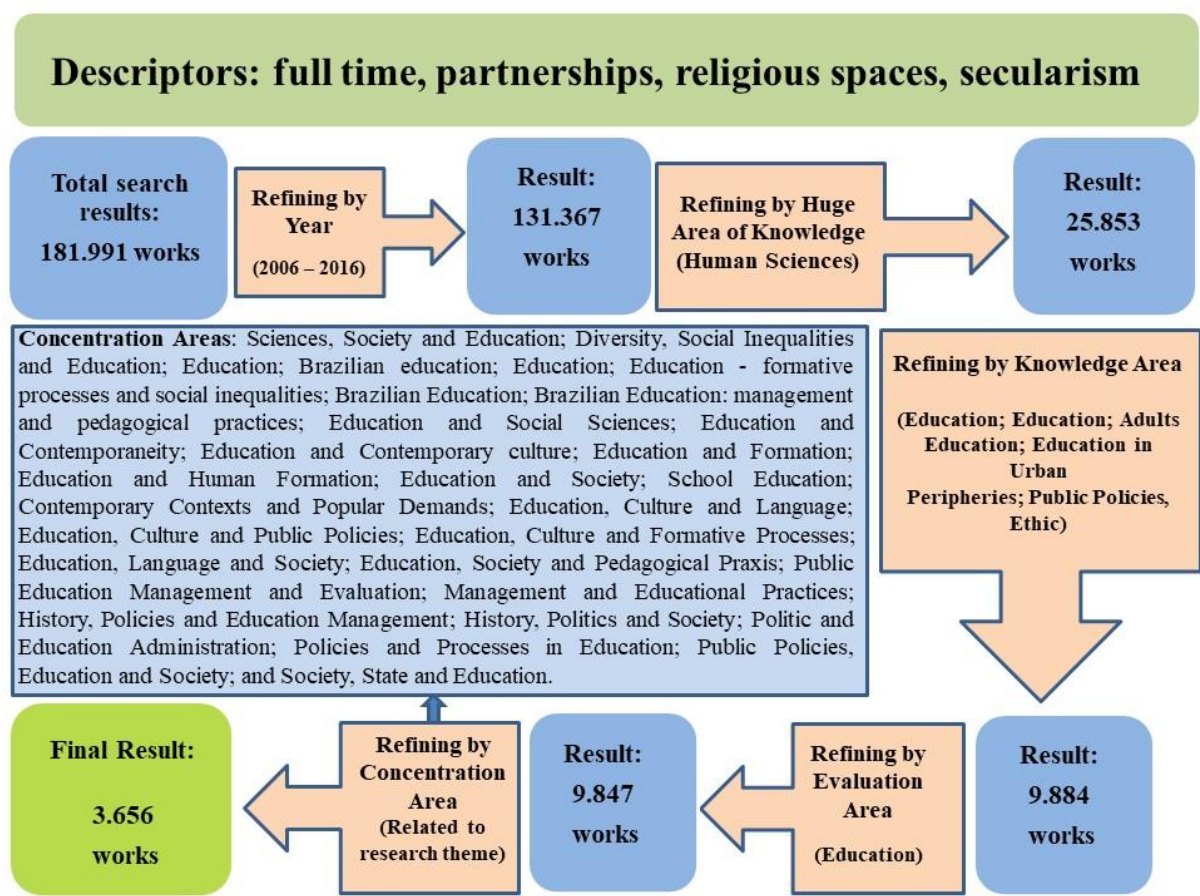 Descriptors: full time, partnerships, religious spaces, secularism
Total search
results:
181.991 works
Refining by
Year
(2006 – 2016)
Result:
131.367
works
Refining by Huge
Area of Knowledge
(Human Sciences)
Result:
25.853
works
Concentration Areas: Sciences, Society and Education; Diversity, Social Inequalities
and Education; Education; Brazilian education; Education; Education - formative
processes and social inequalities; Brazilian Education; Brazilian Education: management
and pedagogical practices; Education and Social Sciences; Education and
Contemporaneity; Education and Contemporary culture; Education and Formation;
Education and Human Formation; Education and Society; School Education;
Contemporary Contexts and Popular Demands; Education, Culture and Language;
Education, Culture and Public Policies; Education, Culture and Formative Processes;
Education, Language and Society; Education, Society and Pedagogical Praxis; Public
Education Management and Evaluation; Management and Educational Practices;
History, Policies and Education Management; History, Politics and Society; Politic and
Education Administration; Policies and Processes in Education; Public Policies,
Education and Society; and Society, State and Education.
Refining by Knowledge Area
(Education; Education; Adults
Education; Education in
Urban
Peripheries; Public Policies,
Ethic)
Result:
9.884
works
Refining by
Evaluation
Area
(Education)
Result:
9.847
works
Refining by
Concentration
Area
(Related to
research theme)
Final Result:
3.656
works